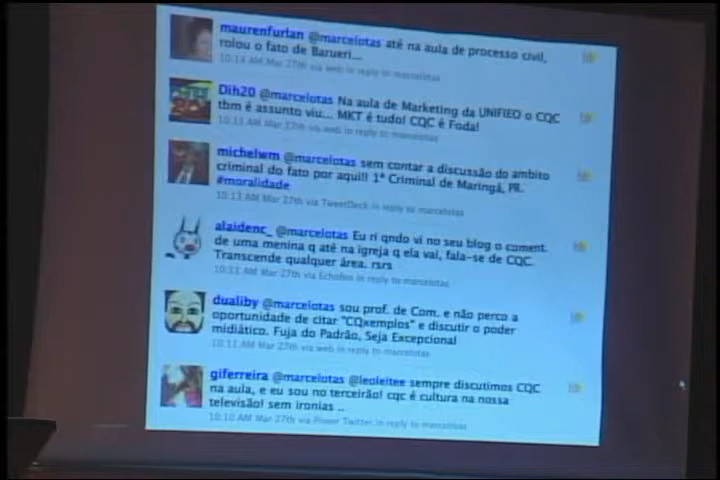 maurenfurlan @marcelotas até na aula de processo civil,
rolou o fato de Barueri...
10:14 AM Mar 27th via web in reply to marcelotas
Dih20 @marcelotas Na aula de Marketing da UNIFIEO o CQC
tbm é assunto viu... MKT é tudo! CQC é Foda!
10:13 AM Mar 27th via web in reply to marcelotas
michelwm @marcelotas sem contar a discussão do ambito
criminal do fato por aqui!! 1ª Criminal de Maringá, PR.
#moralidade
10:13 AM Mar 27th via TweetDeck in reply to marcelotas
alaidenc_ @marcelotas Eu ri qndo vi no seu blog o coment.
de uma menina q até na igreja q ela vai, fala-se de CQC.
Transcende qualquer área. rsrs
10:11 AM Mar 27th via Echofon in reply to marcelotas
dualiby @marcelotas sou prof. de Com. e não perco a
oportunidade de citar "CQxemplos" e discutir o poder
midiático. Fuja do Padrão, Seja Excepcional
10:11 AM Mar 27th via web in reply to marcelotas
giferreira @marcelotas @leoleitee sempre discutimos CQC
na aula, e eu sou no terceirão! cqc é cultura na nossa
televisão! sem ironias ..
10:10 AM Mar 27th via Power Twitter in reply to marcelotas